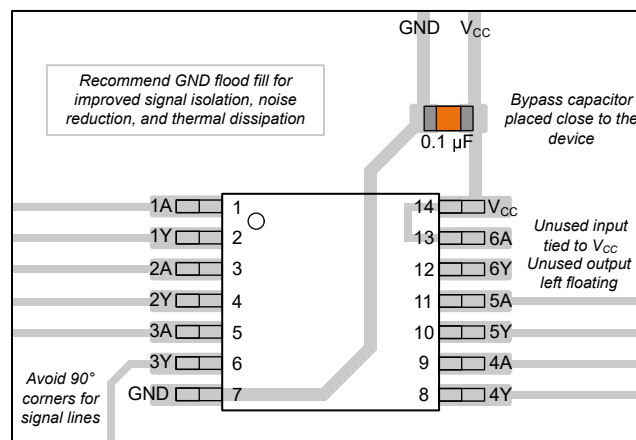 GND VCC
Recommend GND flood fill for
improved signal isolation, noise
reduction, and thermal dissipation
Bypass capacitor
placed close to the
device
0.1 µF
1A 1 14 VCC
1Y 2 13 6A
2A 3 12 6Y
2Y 4 11 5A
3A 5 10 5Y
3Y 6 9 4A
GND 7 8 4Y
Unused input
tied to VCC
Unused output
left floating
Avoid 90°
corners for
signal lines